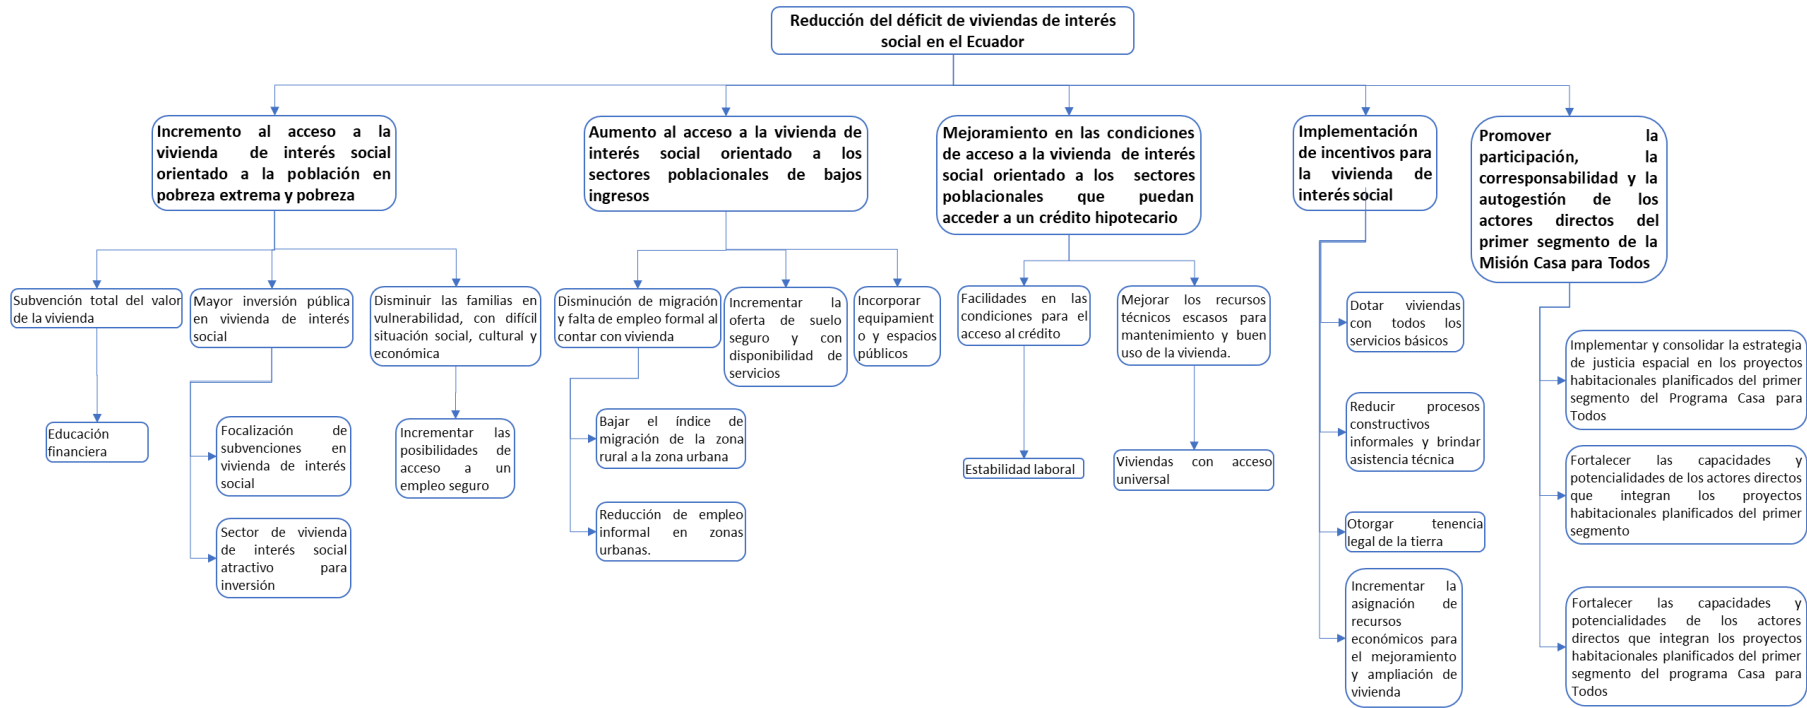 Reducción del déficit de viviendas de interés
social en el Ecuador
Incremento al acceso a la
vivienda de interés social
orientado a la población en
pobreza extrema y pobreza
Aumento al acceso a la vivienda de
interés social orientado a los
sectores poblacionales de bajos
ingresos
Mejoramiento en las condiciones
de acceso a la vivienda de interés
social orientado a los sectores
poblacionales que puedan
acceder a un crédito hipotecario
Implementación
de incentivos para
la vivienda de
interés social
Promover la
participación, la
corresponsabilidad y la
autogestión de los
actores directos del
primer segmento de la
Misión Casa para Todos
Subvención total del valor
de la vivienda
Mayor inversión pública
en vivienda de interés
social
Disminuir las familias en
vulnerabilidad, con difícil
situación social, cultural y
económica
Disminución de migración
y falta de empleo formal al
contar con vivienda
Incrementar la
oferta de suelo
seguro y con
disponibilidad de
servicios
Incorporar
equipamient
o y espacios
públicos
Facilidades en las
condiciones para el
acceso al crédito
Mejorar los recursos
técnicos escasos para
mantenimiento y buen
uso de la vivienda.
Dotar viviendas
con todos los
servicios básicos
Implementar y consolidar la estrategia
de justicia espacial en los proyectos
habitacionales planificados del primer
segmento del Programa Casa para
Todos
Educación
financiera
Focalización de
subvenciones en
vivienda de interés
social
Incrementar las
posibilidades de
acceso a un
empleo seguro
Bajar el índice de
migración de la zona
rural a la zona urbana
Estabilidad laboral
Viviendas con acceso
universal
Reducir procesos
constructivos
informales y brindar
asistencia técnica
Fortalecer las capacidades y
potencialidades de los actores directos
que integran los proyectos
habitacionales planificados del primer
segmento
Sector de vivienda
de interés social
atractivo para
inversión
Reducción de empleo
informal en zonas
urbanas.
Otorgar tenencia
legal de la tierra
Incrementar la
asignación de
recursos
económicos para
el mejoramiento
y ampliación de
vivienda
Fortalecer las capacidades y
potencialidades de los actores
directos que integran los proyectos
habitacionales planificados del primer
segmento del programa Casa para
Todos